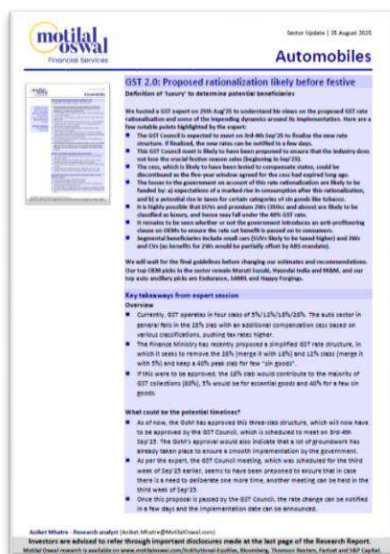 Sector Update | 25 August 2025
motilal
oswal
Financial Services
Automobiles
GST 2.0: Proposed rationalization likely before festive
Definition of 'luxury' to determine potential beneficiaries
We hosted a GST expert on 25th Aug'25 to understand his views on the proposed GST rate
rationalization and some of the impending dynamics around its implementation. Here are a
few notable points highlighted by the expert:
The GST Council is expected to meet on 3rd-4th Sep'25 to finalize the new rate
structure. If finalized, the new rates can be notified in a few days.
This GST Council meet is likely to have been preponed to ensure that the industry does
not lose the crucial festive season sales (beginning in Sep'25).
The cess, which is likely to have been levied to compensate states, could be
discontinued as the five-year window agreed for the cess had expired long ago.
The losses to the government on account of this rate rationalization are likely to be
funded by: a) expectations of a marked rise in consumption after this rationalization,
and b) a potential rise in taxes for certain categories of sin goods like tobacco.
It is highly possible that SUVs and premium 2Ws (350cc and above) are likely to be
classified as luxury, and hence may fall under the 40% GST rate.
It remains to be seen whether or not the government introduces an anti-profiteering
clause on OEMs to ensure the rate cut benefit is passed on to consumers.
Segmental beneficiaries include small cars (SUVs likely to be taxed higher) and 2Ws
and CVs (as benefits for 2Ws would be partially offset by ABS mandate).
We will wait for the final guidelines before changing our estimates and recommendations.
Our top OEM picks in the sector remain Maruti Suzuki, Hyundai India and M&M, and our
top auto ancillary picks are Endurance, and Happy Forgings.
Key takeaways from expert session
Overview
Currently, GST operates in four slabs of 5%/12%/18%/28%. The auto sector in
general falls in the 28% slab with an additional compensation cess based on
various classifications, pushing tax rates higher.
The Finance Ministry has recently proposed a simplified GST rate structure, in
which it seeks to remove the 28% (merge it with 18%) and 12% slabs (merge it with
5%) and keep a 40% peak slab for few "sin goods".
If this were to be approved, the 18% slab would contribute to the majority of
GST collections 5% would be for essential goods and 40% for a few sin
goods.
What could be the potential timelines?
As of now, the GoM has approved this three-slab structure, which will now have
to be approved by the GST Council, which is scheduled to meet on 3rd-4th
Sep'25. The GoM's approval would also indicate that a lot of groundwork has
already taken place to ensure a smooth implementation by the government.
As per the expert, the GST Council meeting, which was scheduled for the third
week of Sep'25 earlier, seems to have been preponed to ensure that in case
there is a need to deliberate one more time, another meeting can be held in the
third week of Sep'25.
Once this proposal is passed by the GST Council, the rate change can be notified
in a few days and the implementation date can be announced.
Aniket Mhatre - Research analyst (Aniket.Mhatre@MotilalOswal.com)
Investors are advised to refer through important disclosures made at the last page of the Research Report.
Motilal Oswal research is available on www.motilaloswal.com/Institutional-Equities, Bloomberg, Thomson Reuters, Factset and S&P Capital.